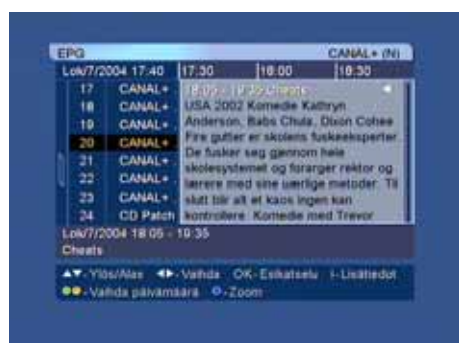 EPG CANAL+ (N)
Lok/7/2004 17:40 17:30 18:00 18:30
17 CANAL+ 18:05 - 19:35 Cheats
18 CANAL+ USA 2002 Komedie Kathryn
19 CANAL+ Anderson, Babs Chula, Dixon Cohee
20 CANAL+ Fire gutter er skolens fuskeeksperter.
21 CANAL+ De fusker seg gjennom hele
22 CANAL+ skolesystemet og forarger rektor og
23 CANAL+ lærere med sine uærlige metoder. Til
slutt blir alt et kaos ingen kan
24 CD Patch kontrollere. Komedie med Trevor
Lok/7/2004 18:05 - 19:35
Cheats
▲▼-Ylös/Alas ◀▶-Vaihda OK-Esikatselu i-Lisätiedot
-Vaihda päivämäärä -Zoom